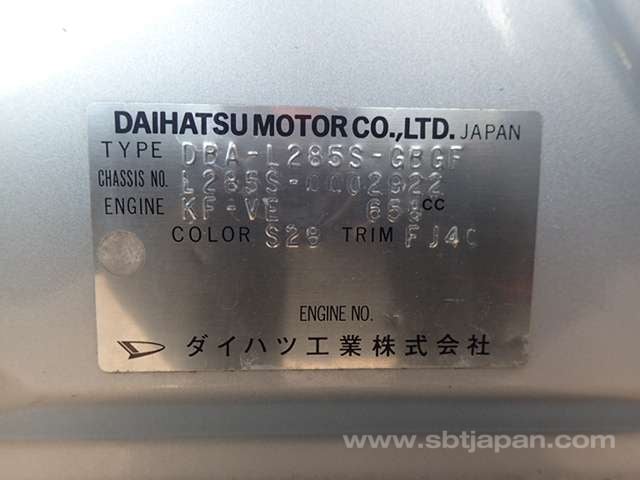 DAIHATSU MOTOR CO.,LTD. JAPAN
TYPE DBA-L285S-GBGF
CHASSIS NO. L285S-0002922
ENGINE KF-VE 658 CC
COLOR S28 TRIM FJ40
ENGINE NO.
ダイハツ工業株式会社
www.sbtjapan.com